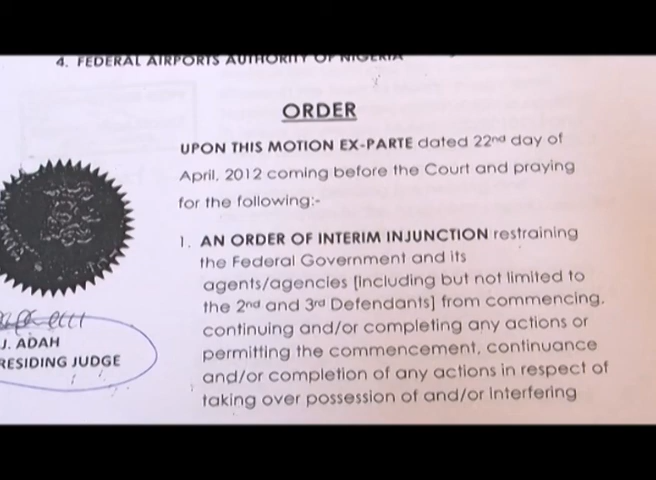 4. FEDERAL AIRPORTS AUTHORITY OF NIGERIA
ORDER
UPON THIS MOTION EX-PARTE dated 22nd day of
April, 2012 coming before the Court and praying
for the following:-
1. AN ORDER OF INTERIM INJUNCTION restraining
the Federal Government and its
agents/agencies [including but not limited to
the 2nd and 3rd Defendants] from commencing,
continuing and/or completing any actions or
permitting the commencement, continuance
and/or completion of any actions in respect of
taking over possession of and/or interfering
J. ADAH
RESIDING JUDGE